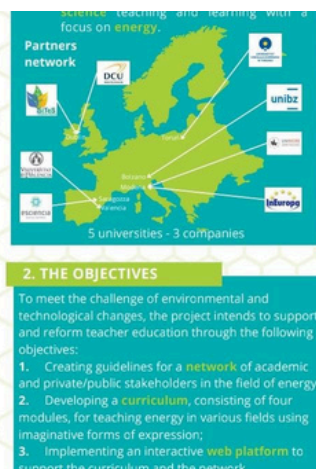 science teaching and learning with a
focus on energy.
Partners
network
DCU
unibz
Bolzano
Saragozza
Valencia
esciencia
InEuropa
5 universities - 3 companies
2. THE OBJECTIVES
To meet the challenge of environmental and
technological changes, the project intends to support
and reform teacher education through the following
objectives:
1. Creating guidelines for a network of academic
and private/public stakeholders in the field of energy
2. Developing a curriculum, consisting of four
modules, for teaching energy in various fields using
imaginative forms of expression;
3. Implementing an interactive web platform to
support the curriculum and the network